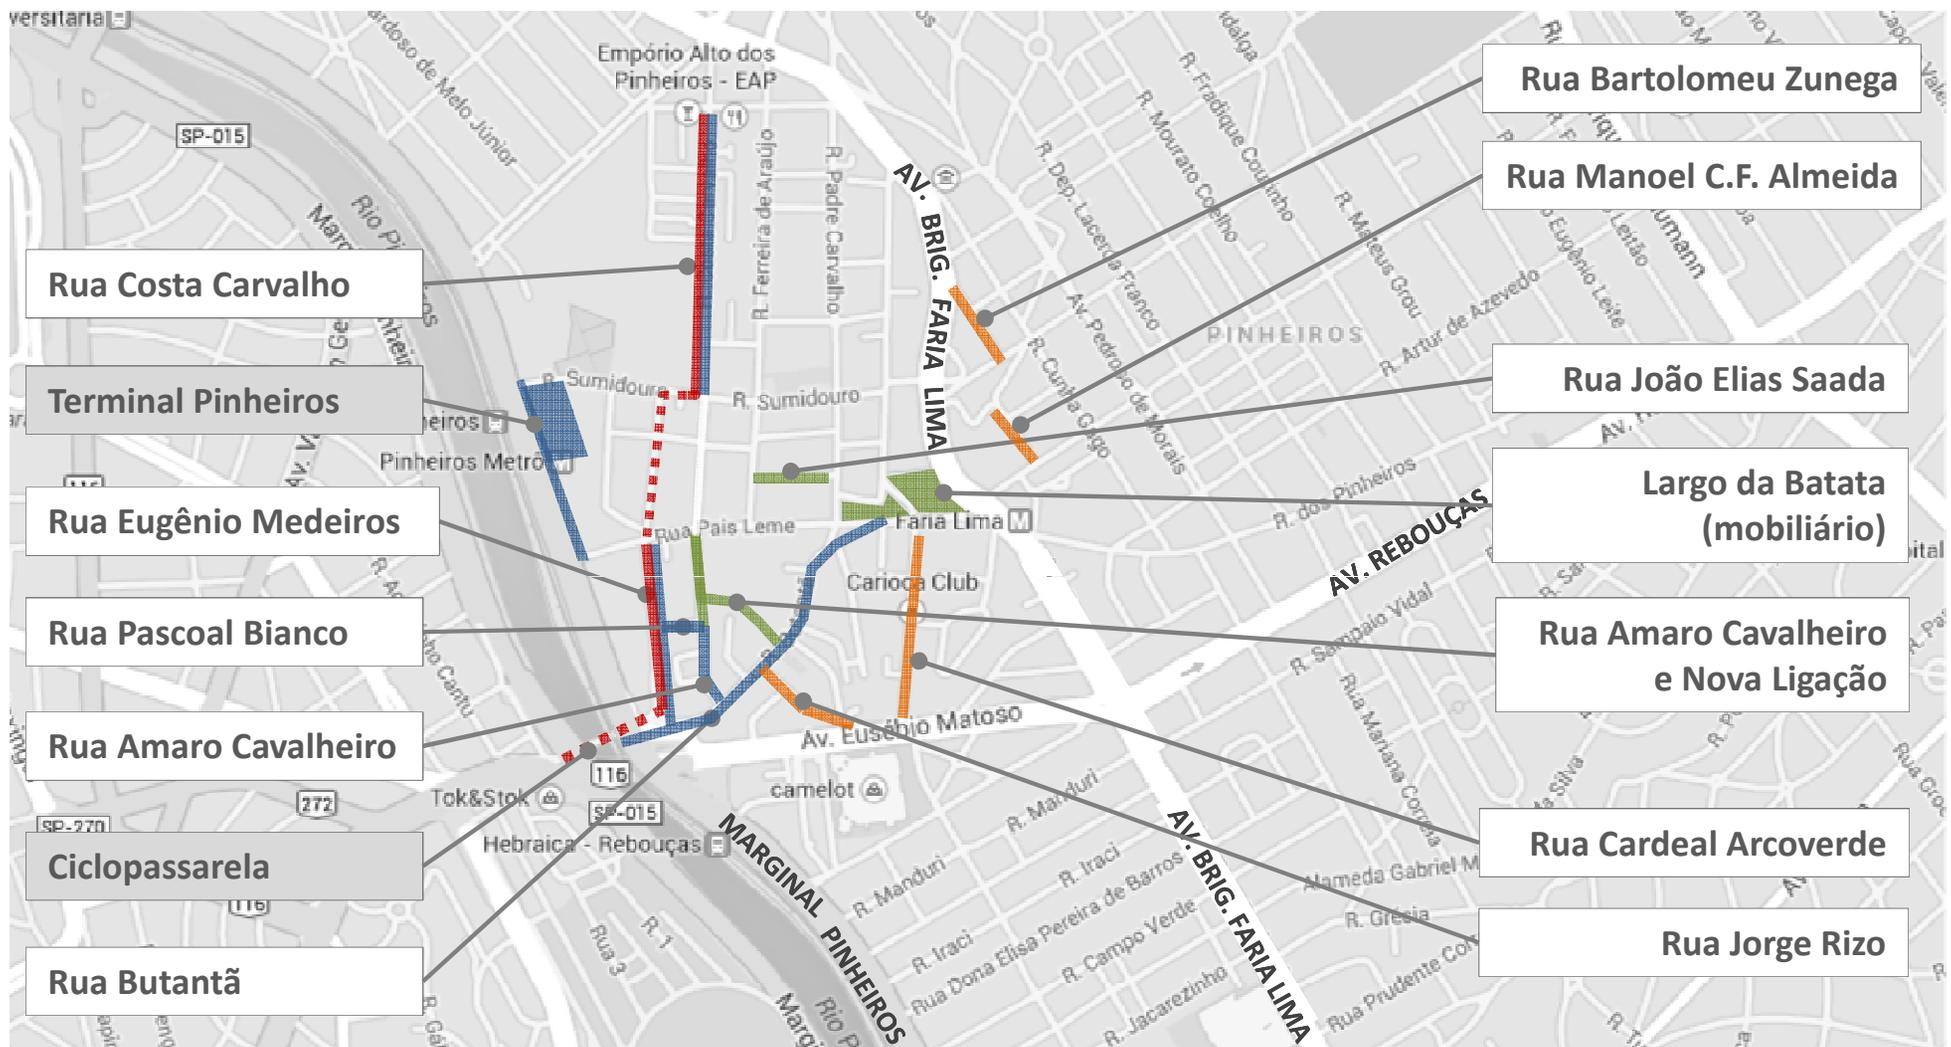 Empório Alto dos
Pinheiros - EAP
SP-015
R. Ferreira de Araújo
R. Padre Carvalho
R. Fradique Coutinho
R. Mourato Coelho
R. Dep. Lacerda Franco
R. Mateus Grou
R. Artur de Azevedo
Av. Pedroso de Morais
R. Cunha Gago
PINHEIROS
AV. BRIG. FARIA LIMA
Rua Bartolomeu Zunega
Rua Manoel C.F. Almeida
Rua João Elias Saada
Largo da Batata
(mobiliário)
Rua Amaro Cavalheiro
e Nova Ligação
Rua Cardeal Arcoverde
Rua Jorge Rizo
Rua Costa Carvalho
Terminal Pinheiros
Rua Eugênio Medeiros
Rua Pascoal Bianco
Rua Amaro Cavalheiro
Ciclopassarela
Rua Butantã
R. Sumidouro
R. Sumidouro
Pinheiros Metrô
Rua Pais Leme
Faria Lima
Carioca Club
R. dos Pinheiros
AV. REBOUÇAS
R. Sampaio Vidal
Av. Eusébio Matoso
Rua Mariana Correia
116
272
SP-270
116
SP-015
Tok&Stok
camelot
Hebraica - Rebouças
MARGINAL PINHEIROS
AV. BRIG. FARIA LIMA
R. Manduri
R. Manduri
R. Iraci
R. Iraci
Rua Dona Elisa Pereira de Barros
R. Campo Verde
R. Jacarezinho
Alameda Gabriel M
R. Grécia
Rua Prudente Cor
R. 1
Rua 3